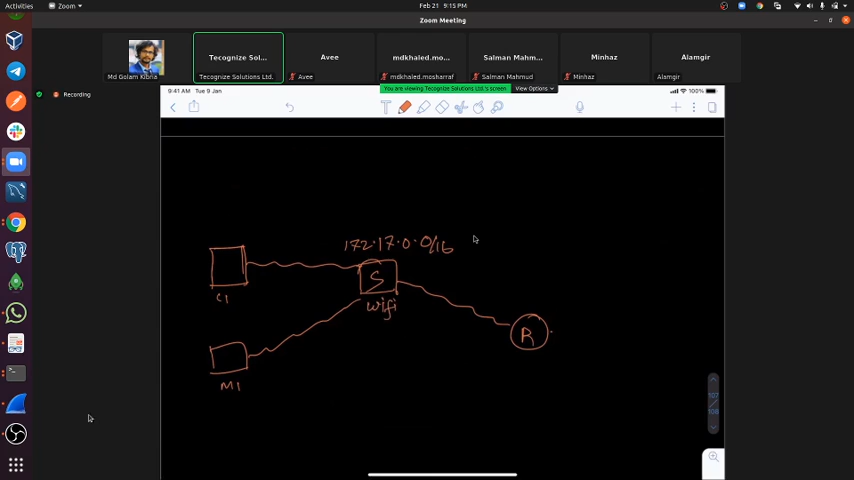 Activities
Zoom
Feb 21 9:15 PM
Zoom Meeting
Md Golam Kibria
Tecognize Sol...
Tecognize Solutions Ltd.
Avee
Avee
mdkhaled.mo...
mdkhaled.mosharraf
Salman Mahm...
Salman Mahmud
Minhaz
Minhaz
Alamgir
Alamgir
Recording
You are viewing Tecognize Solutions Ltd.'s screen
View Options
9:41 AM Tue 9 Jan
100%
T
172.17.0.0/16
S
wifi
C1
R
M1
107
108